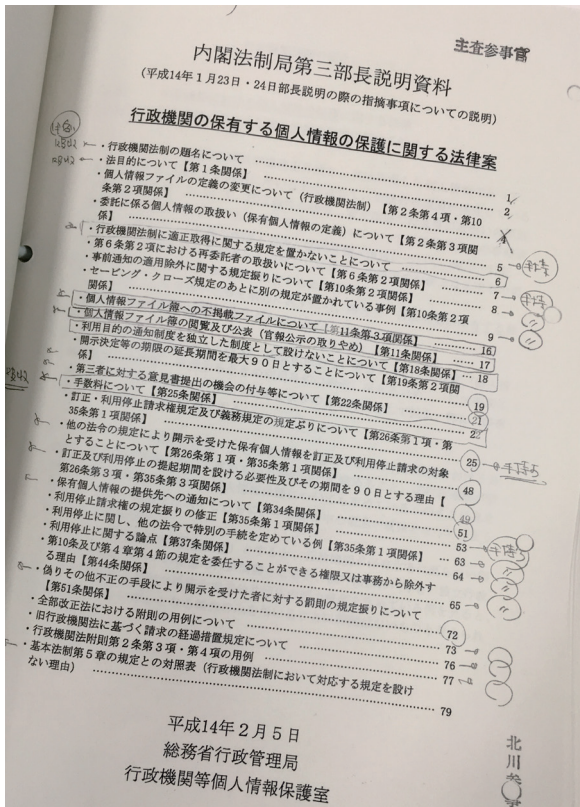 主査参事官
内閣法制局第三部長説明資料
(平成14年1月23日・24日部長説明の際の指摘事項についての説明)
行政機関の保有する個人情報の保護に関する法律案
・行政機関法制の題名について ……………… 1
・法目的について【第1条関係】 ……………… 2
・個人情報ファイルの定義の変更について(行政機関法制)【第2条第4項・第10
条第2項関係】 ……………… 4
・委託に係る個人情報の取扱い(保有個人情報の定義)について【第2条第3項関
係】 ……………… 5
・行政機関法制に適正取得に関する規定を置かないことについて ……………… 6
・第6条第2項における再委託者の取扱いについて【第6条第2項関係】 ……………… 7
・事前通知の適用除外に関する規定振りについて【第10条第2項関係】 ……………… 8
・セービング・クローズ規定のあとに別の規定が置かれている事例【第10条第2項
関係】 ……………… 9
・個人情報ファイル簿への不掲載ファイルについて【第11条第3項関係】 ……………… 16
・個人情報ファイル簿の閲覧及び公表(官報公示の取りやめ)【第11条関係】 ……………… 17
・利用目的の通知制度を独立した制度として設けないことについて【第18条関係】 …… 18
・開示決定等の期限の延長期間を最大90日とすることについて【第19条第2項関
係】 ……………… 19
・第三者に対する意見書提出の機会の付与等について【第22条関係】 ……………… 21
・手数料について【第25条関係】 ……………… 22
・訂正・利用停止請求権規定及び義務規定の規定ぶりについて【第26条第1項・第
35条第1項関係】 ……………… 25
・他の法令の規定により開示を受けた保有個人情報を訂正及び利用停止請求の対象
とすることについて【第26条第1項・第35条第1項関係】 ……………… 48
・訂正及び利用停止の提起期間を設ける必要性及びその期間を90日とする理由【
第26条第3項・第35条第3項関係】 ……………… 49
・保有個人情報の提供先への通知について【第34条関係】 ……………… 51
・利用停止請求権の規定振りの修正【第35条第1項関係】 ……………… 53
・利用停止に関し、他の法令で特別の手続を定めている例【第35条第1項関係】 …… 63
・利用停止に関する論点【第37条関係】 ……………… 64
・第10条及び第4章第4節の規定を委任することができる権限又は事務から除外す
る理由【第44条関係】 ……………… 65
・偽りその他不正の手段により開示を受けた者に対する罰則の規定振りについて
【第51条関係】 ……………… 72
・全部改正法における附則の用例について ……………… 73
・旧行政機関法に基づく請求の経過措置規定について ……………… 76
・行政機関法附則第2条第3項・第4項の用例 ……………… 77
・基本法制第5章の規定との対照表(行政機関法制において対応する規定を設け
ない理由) ……………… 79
平成14年2月5日
総務省行政管理局
行政機関等個人情報保護室
北川参